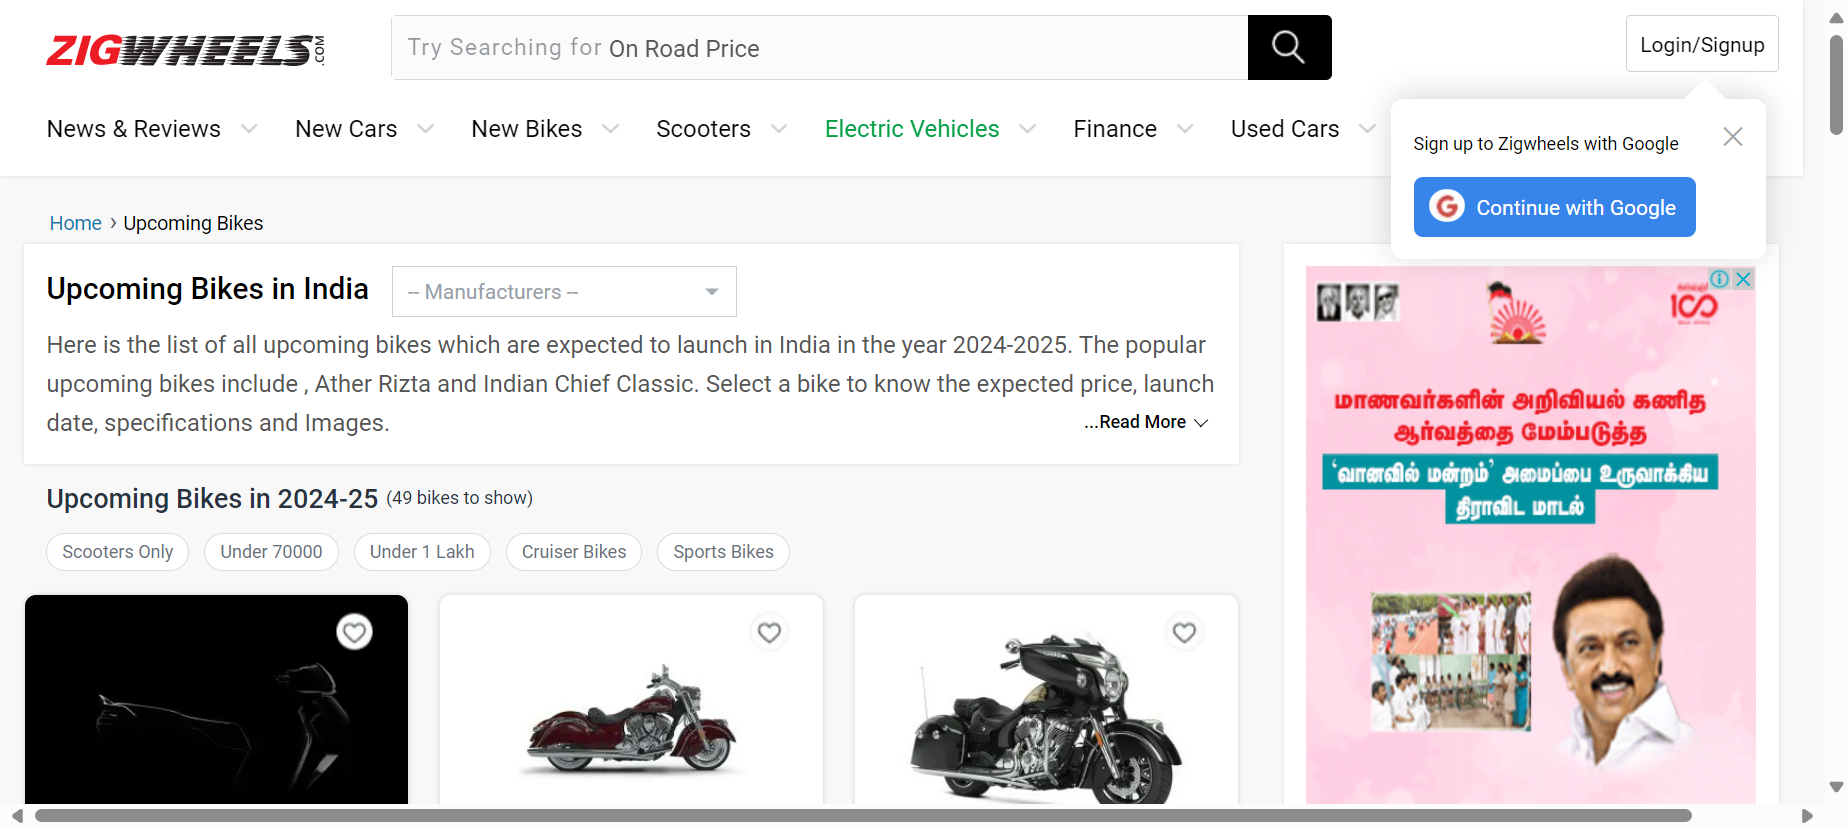 ZIGWHEELS.COM
Try Searching for On Road Price
Login/Signup
News & Reviews
New Cars
New Bikes
Scooters
Electric Vehicles
Finance
Used Cars
Sign up to Zigwheels with Google
G Continue with Google
Home › Upcoming Bikes
Upcoming Bikes in India
-- Manufacturers --
Here is the list of all upcoming bikes which are expected to launch in India in the year 2024-2025. The popular
upcoming bikes include , Ather Rizta and Indian Chief Classic. Select a bike to know the expected price, launch
date, specifications and Images.
...Read More
Upcoming Bikes in 2024-25 (49 bikes to show)
Scooters Only
Under 70000
Under 1 Lakh
Cruiser Bikes
Sports Bikes
100
மாணவர்களின் அறிவியல் கணித
ஆர்வத்தை மேம்படுத்த
‘வானவில் மன்றம்’ அமைப்பை உருவாக்கிய
திராவிட மாடல்